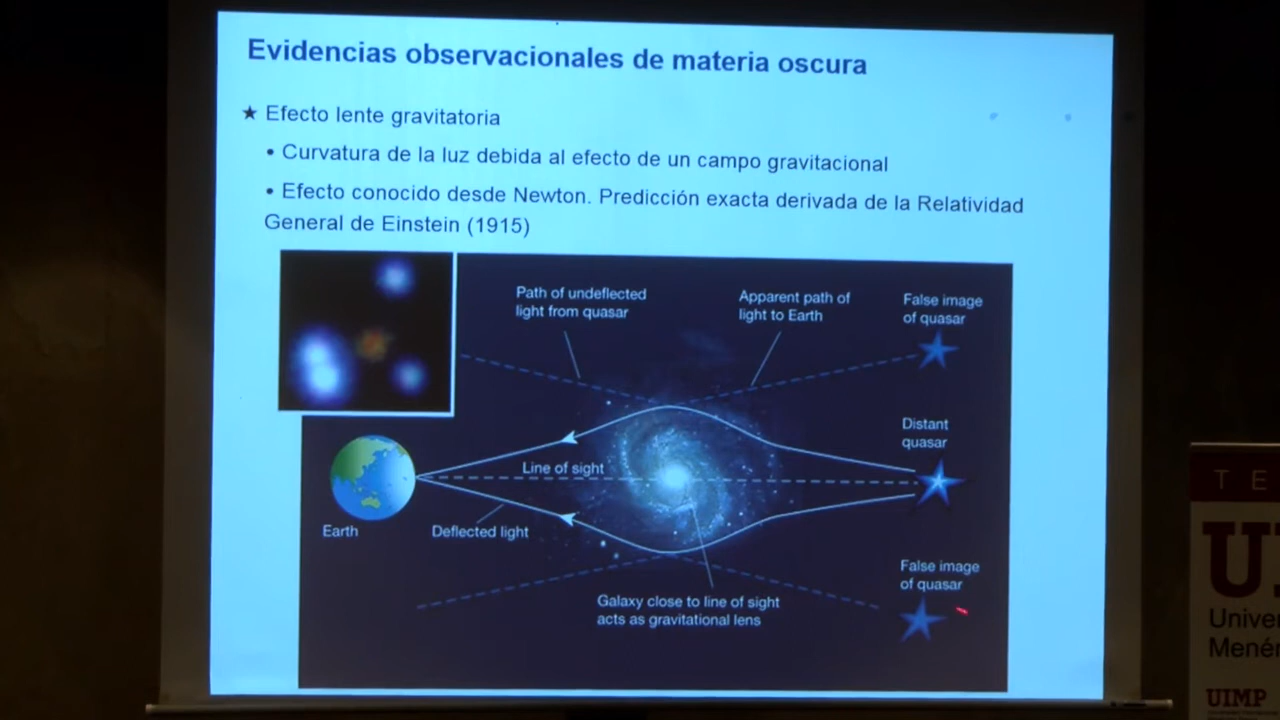 Evidencias observacionales de materia oscura
★ Efecto lente gravitatoria
• Curvatura de la luz debida al efecto de un campo gravitacional
• Efecto conocido desde Newton. Predicción exacta derivada de la Relatividad
General de Einstein (1915)
Path of undeflected
light from quasar
Apparent path of
light to Earth
False image
of quasar
Distant
quasar
Line of sight
Earth
Deflected light
False image
of quasar
Galaxy close to line of sight
acts as gravitational lens
UIMP